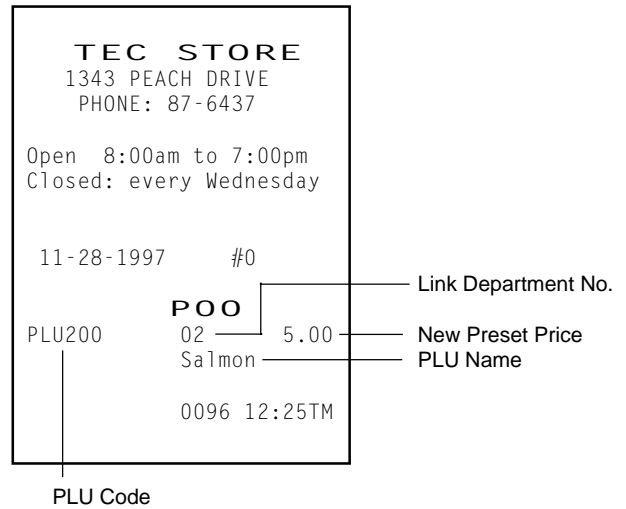 TEC STORE
1343 PEACH DRIVE
PHONE: 87-6437
Open 8:00am to 7:00pm
Closed: every Wednesday
11-28-1997 #0
Link Department No.
POO
PLU200 02 5.00 New Preset Price
Salmon PLU Name
0096 12:25TM
PLU Code